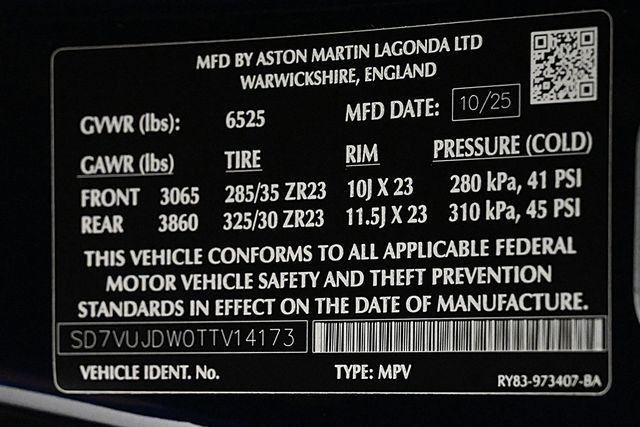 MFD BY ASTON MARTIN LAGONDA LTD
WARWICKSHIRE, ENGLAND
GVWR (lbs): 6525 MFD DATE: 10/25
GAWR (lbs) TIRE RIM PRESSURE (COLD)
FRONT 3065 285/35 ZR23 10J X 23 280 kPa, 41 PSI
REAR 3860 325/30 ZR23 11.5J X 23 310 kPa, 45 PSI
THIS VEHICLE CONFORMS TO ALL APPLICABLE FEDERAL
MOTOR VEHICLE SAFETY AND THEFT PREVENTION
STANDARDS IN EFFECT ON THE DATE OF MANUFACTURE.
SD7VUJDW0TTV14173
VEHICLE IDENT. No. TYPE: MPV RY83-973407-BA